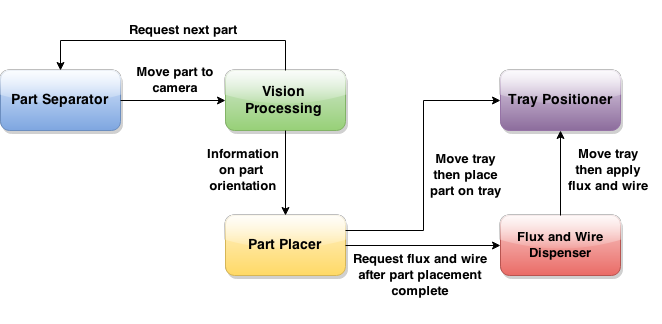 Request next part
Part Separator
Move part to
camera
Vision
Processing
Tray Positioner
Information
on part
orientation
Move tray
then place
part on tray
Move tray
then apply
flux and wire
Part Placer
Request flux and wire
after part placement
complete
Flux and Wire
Dispenser